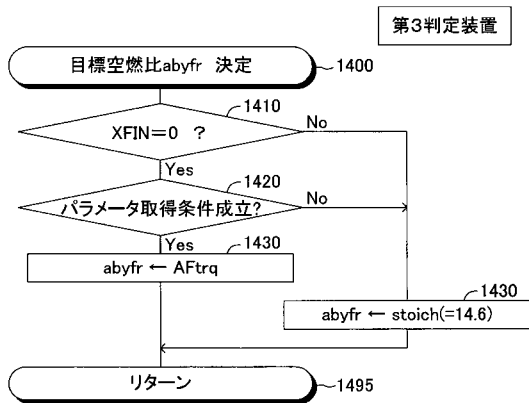 第3判定装置
目標空燃比abyfr 決定
1400
1410
XFIN=0 ?
No
Yes
1420
パラメータ取得条件成立?
No
Yes
1430
abyfr ← AFtrq
1430
abyfr ← stoich(=14.6)
リターン
1495